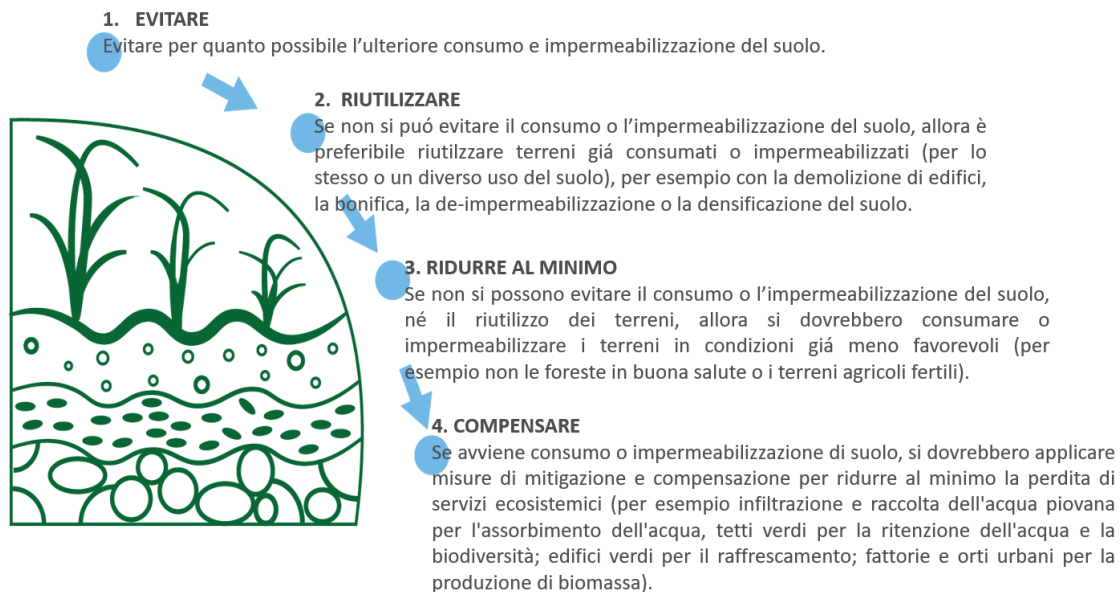 1. EVITARE
Evitare per quanto possibile l’ulteriore consumo e impermeabilizzazione del suolo.
2. RIUTILIZZARE
Se non si puó evitare il consumo o l’impermeabilizzazione del suolo, allora è
preferibile riutilzzare terreni giá consumati o impermeabilizzati (per lo
stesso o un diverso uso del suolo), per esempio con la demolizione di edifici,
la bonifica, la de-impermeabilizzazione o la densificazione del suolo.
3. RIDURRE AL MINIMO
Se non si possono evitare il consumo o l’impermeabilizzazione del suolo,
né il riutilizzo dei terreni, allora si dovrebbero consumare o
impermeabilizzare i terreni in condizioni giá meno favorevoli (per
esempio non le foreste in buona salute o i terreni agricoli fertili).
4. COMPENSARE
Se avviene consumo o impermeabilizzazione di suolo, si dovrebbero applicare
misure di mitigazione e compensazione per ridurre al minimo la perdita di
servizi ecosistemici (per esempio infiltrazione e raccolta dell'acqua piovana
per l'assorbimento dell'acqua, tetti verdi per la ritenzione dell'acqua e la
biodiversità; edifici verdi per il raffrescamento; fattorie e orti urbani per la
produzione di biomassa).